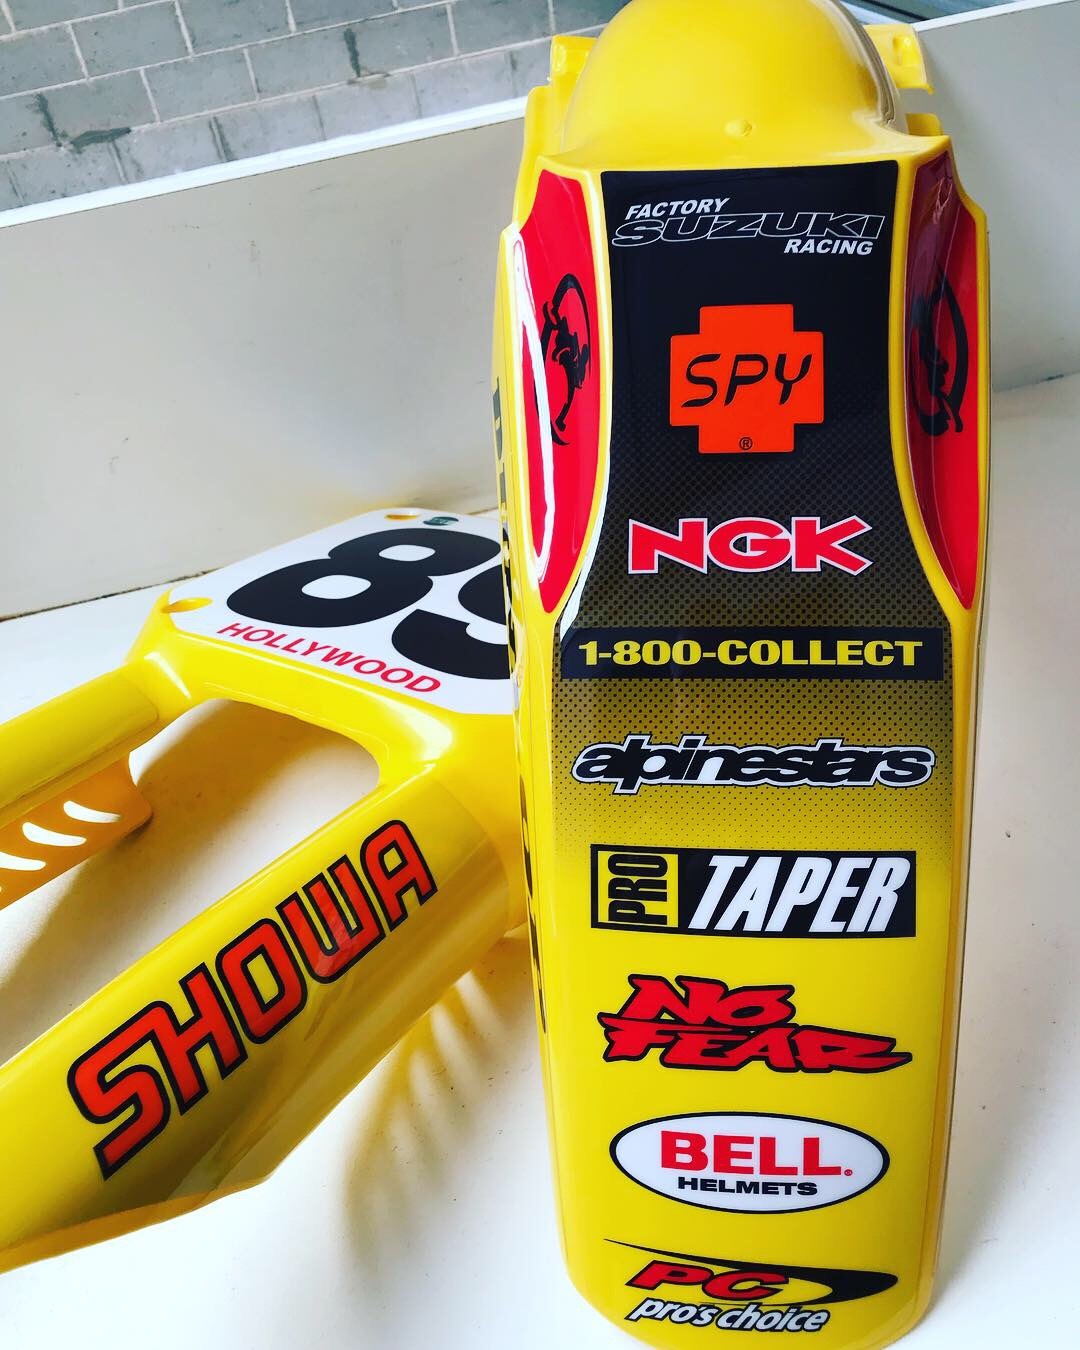 FACTORY
SUZUKI
RACING
SPY
®
NGK
1-800-COLLECT
alpinestars
PRO TAPER
NO
FEAR
BELL®
HELMETS
PC
pro's choice
89
HOLLYWOOD
SHOWA